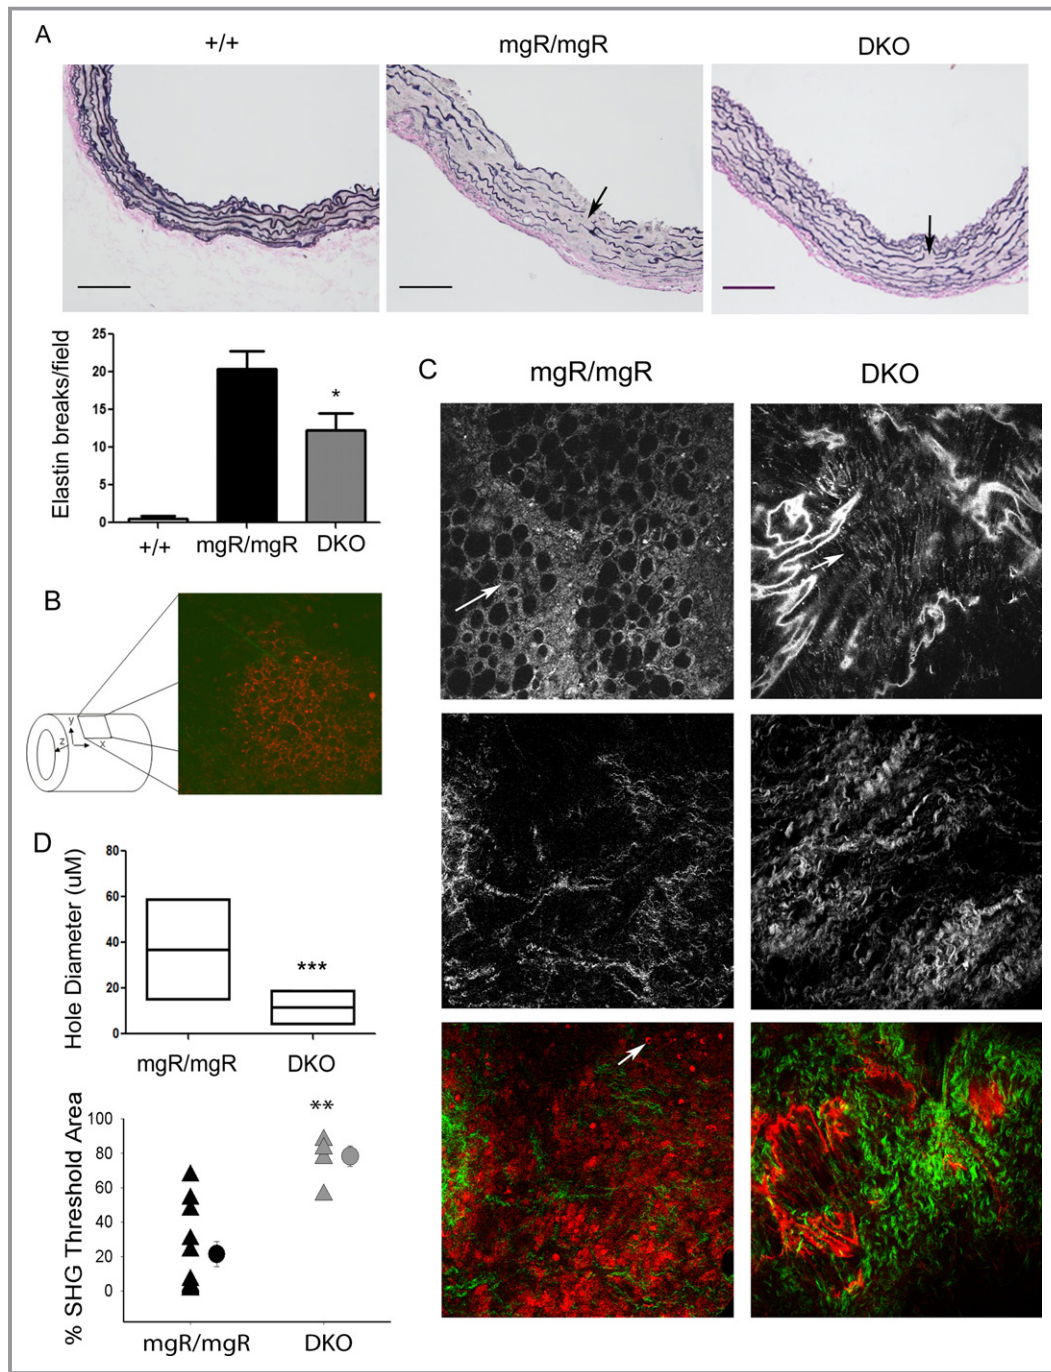 A
+/+
mgR/mgR
DKO
Elastin breaks/field
25
20
15
10
5
0
*
+/+
mgR/mgR
DKO
B
y
z
x
C
mgR/mgR
DKO
D
Hole Diameter (uM)
80
60
40
20
0
***
mgR/mgR
DKO
% SHG Threshold Area
100
80
60
40
20
0
**
mgR/mgR
DKO